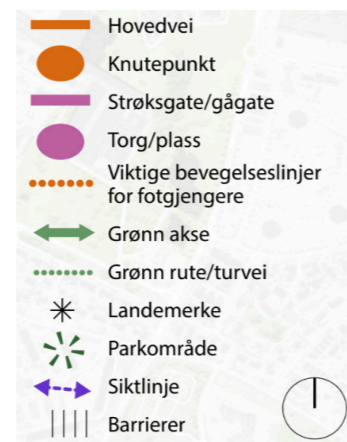 Hovedvei
Knutepunkt
Strøksgate/gågate
Torg/plass
Viktige bevegelseslinjer
for fotgjengere
Grønn akse
Grønn rute/turvei
Landemerke
Parkområde
Siktlinje
Barrierer